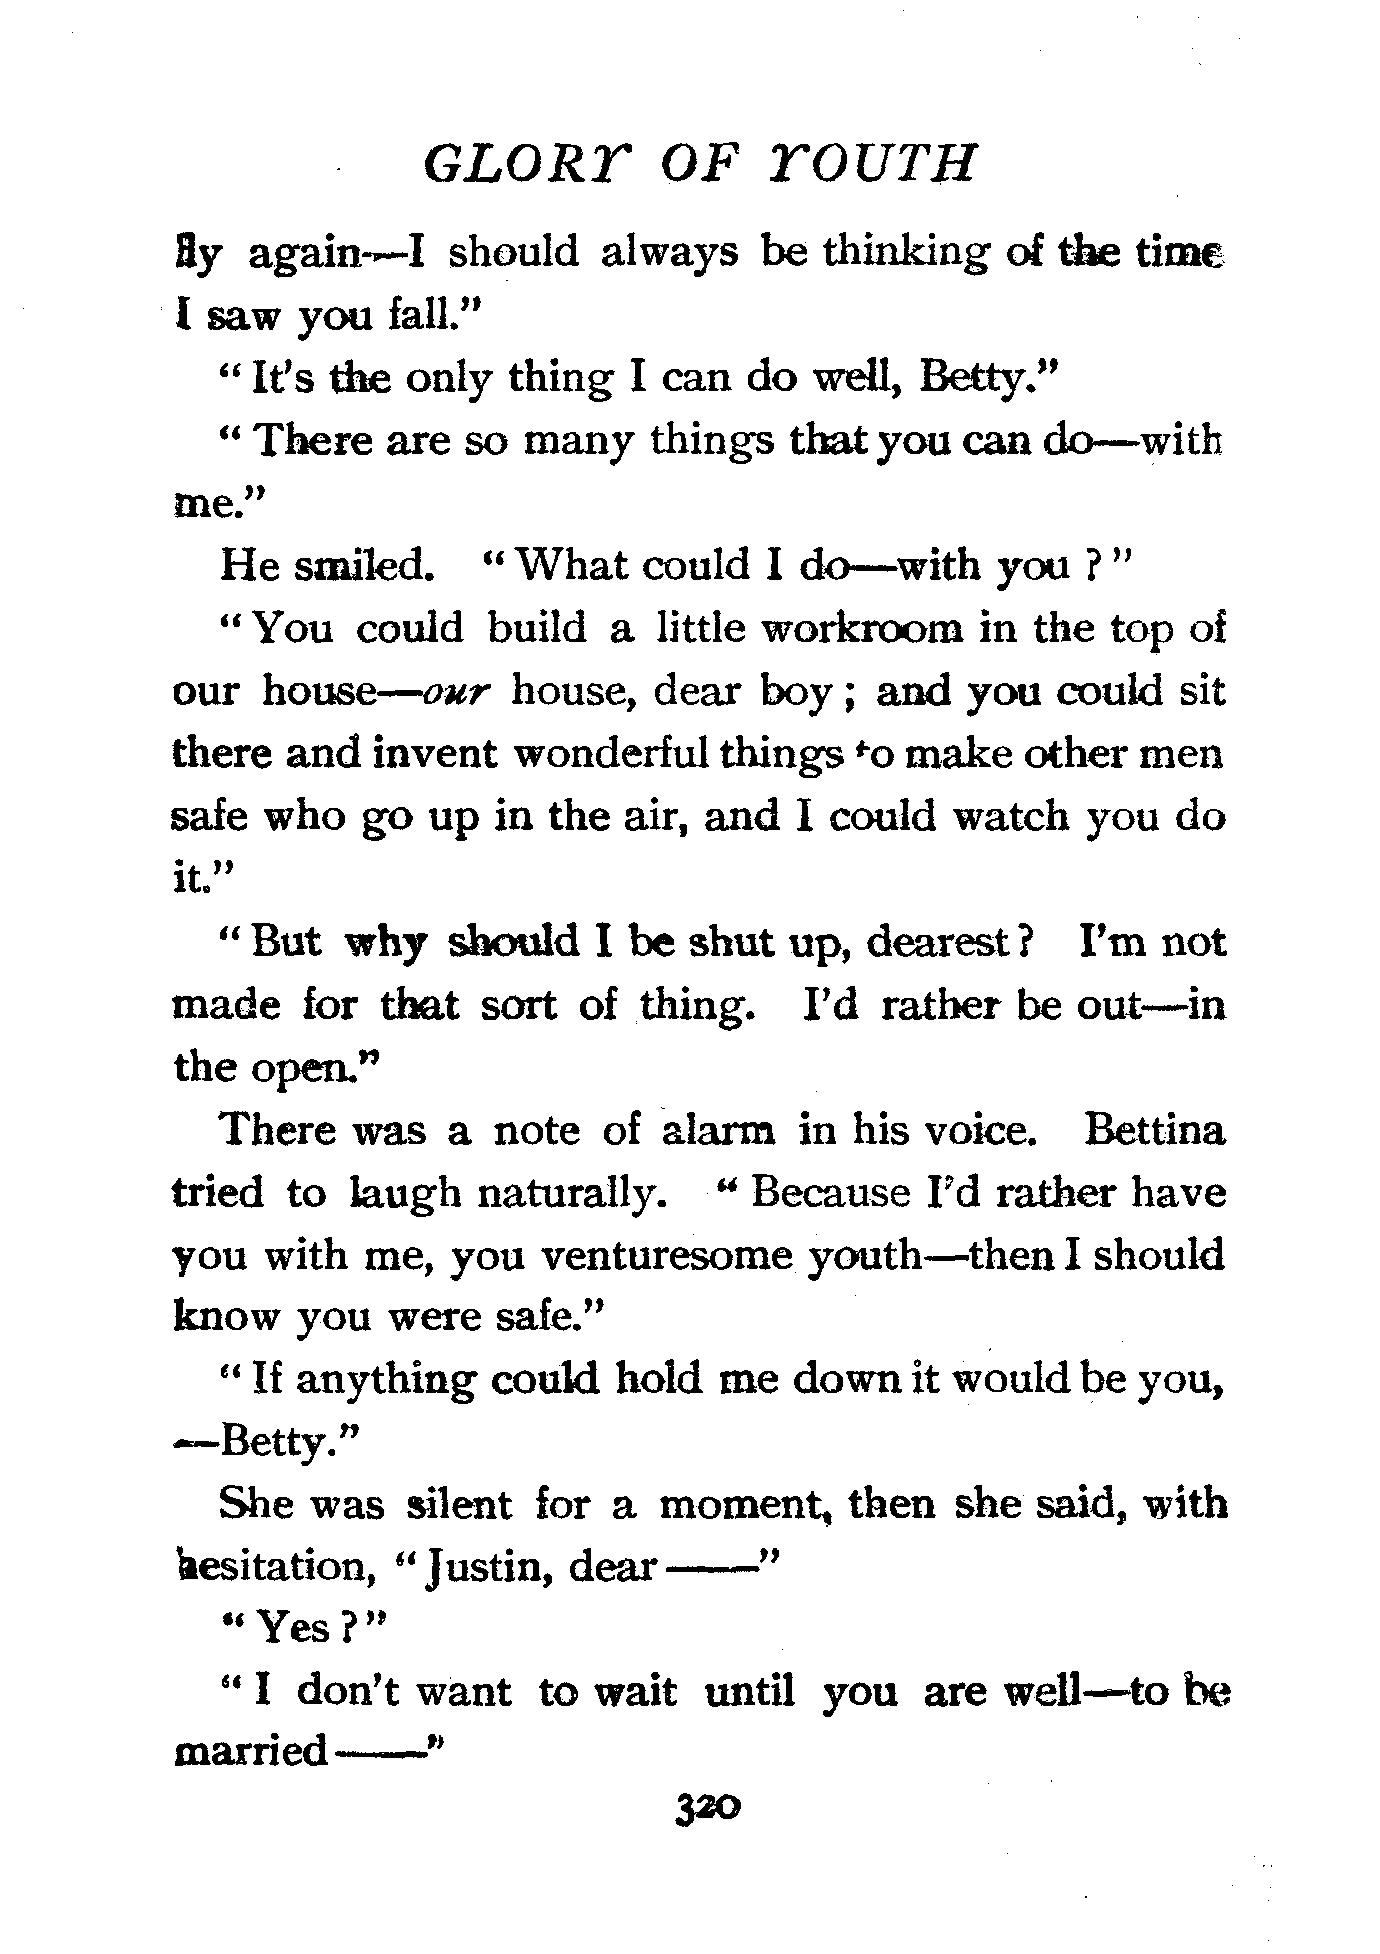 GLORY OF YOUTH
fly again—I should always be thinking of the time
I saw you fall."
"It's the only thing I can do well, Betty."
"There are so many things that you can do—with
me."
He smiled. "What could I do—with you?"
"You could build a little workroom in the top of
our house—our house, dear boy; and you could sit
there and invent wonderful things to make other men
safe who go up in the air, and I could watch you do
it."
"But why should I be shut up, dearest? I'm not
made for that sort of thing. I'd rather be out—in
the open."
There was a note of alarm in his voice. Bettina
tried to laugh naturally. "Because I'd rather have
you with me, you venturesome youth—then I should
know you were safe."
"If anything could hold me down it would be you,
—Betty."
She was silent for a moment, then she said, with
hesitation, "Justin, dear——"
"Yes?"
"I don't want to wait until you are well—to be
married——"
320